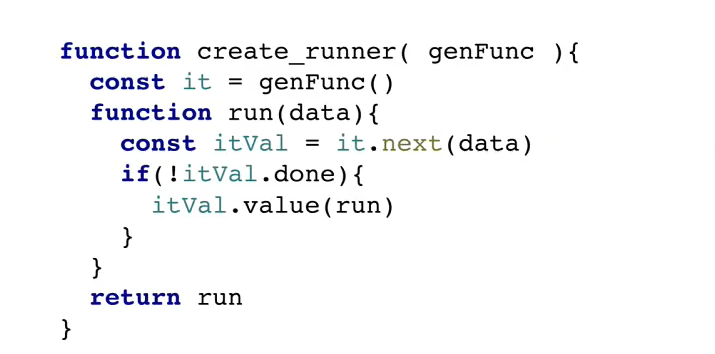 function create_runner( genFunc ){
  const it = genFunc()
  function run(data){
    const itVal = it.next(data)
    if(!itVal.done){
      itVal.value(run)
    }
  }
  return run
}